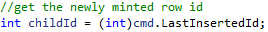 //get the newly minted row id
int childId = (int)cmd.LastInsertedId;